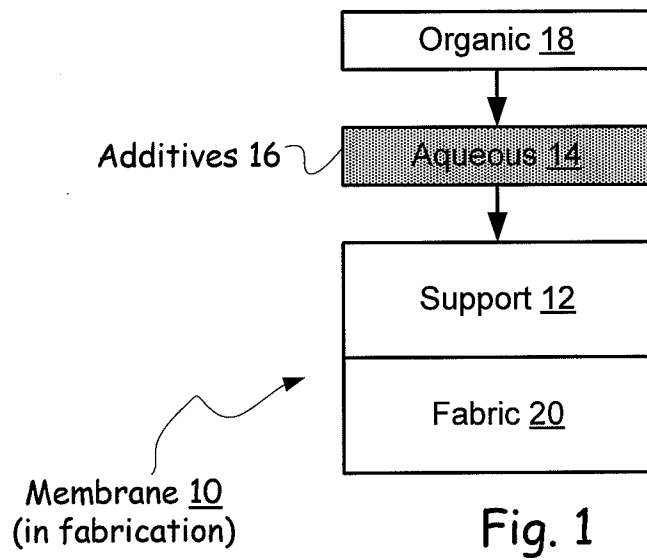 Organic 18
Additives 16
Aqueous 14
Support 12
Fabric 20
Membrane 10
(in fabrication)
Fig. 1